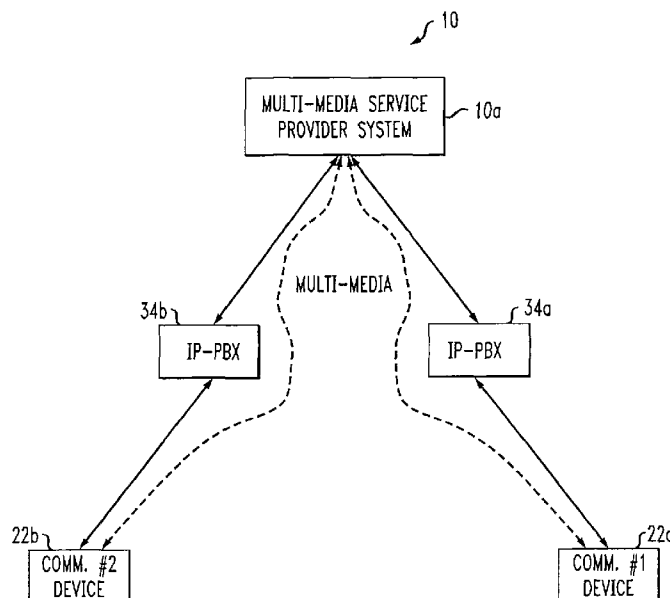 10
MULTI-MEDIA SERVICE
PROVIDER SYSTEM
10a
MULTI-MEDIA
34b
IP-PBX
34a
IP-PBX
22b
COMM. #2
DEVICE
22a
COMM. #1
DEVICE